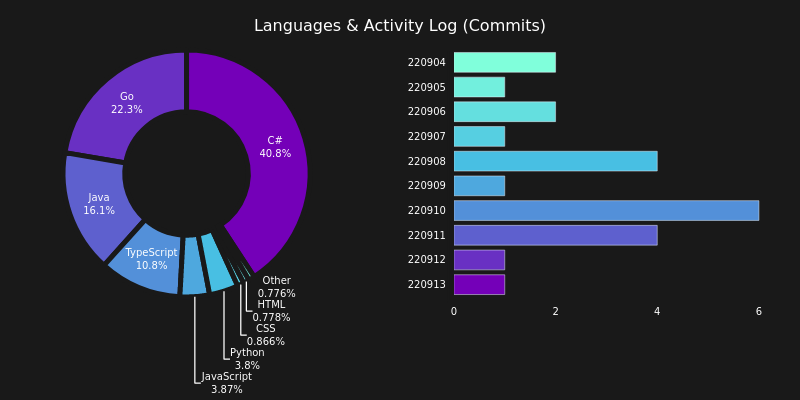 Languages & Activity Log (Commits)
Go
22.3%
C#
40.8%
Java
16.1%
TypeScript
10.8%
Other
0.776%
HTML
0.778%
CSS
0.866%
Python
3.8%
JavaScript
3.87%
220904
220905
220906
220907
220908
220909
220910
220911
220912
220913
0 2 4 6